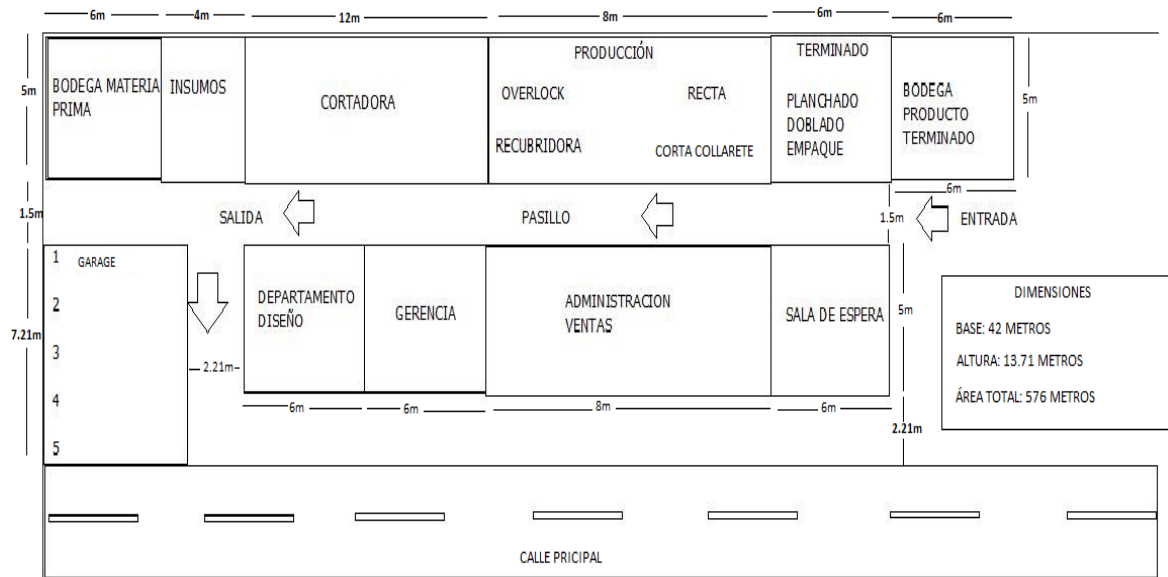 6m 4m 12m 8m 6m 6m
5m
BODEGA MATERIA
PRIMA
INSUMOS
CORTADORA
PRODUCCIÓN
OVERLOCK RECTA
RECUBRIDORA CORTA COLLARETE
TERMINADO
PLANCHADO
DOBLADO
EMPAQUE
BODEGA
PRODUCTO
TERMINADO
5m
6m
1.5m
SALIDA
PASILLO
1.5m
ENTRADA
7.21m
1 GARAGE
2
3
4
5
2.21m
DEPARTAMENTO
DISEÑO
GERENCIA
ADMINISTRACION
VENTAS
SALA DE ESPERA
5m
6m 6m 8m 6m
2.21m
DIMENSIONES
BASE: 42 METROS
ALTURA: 13.71 METROS
ÁREA TOTAL: 576 METROS
CALLE PRICIPAL